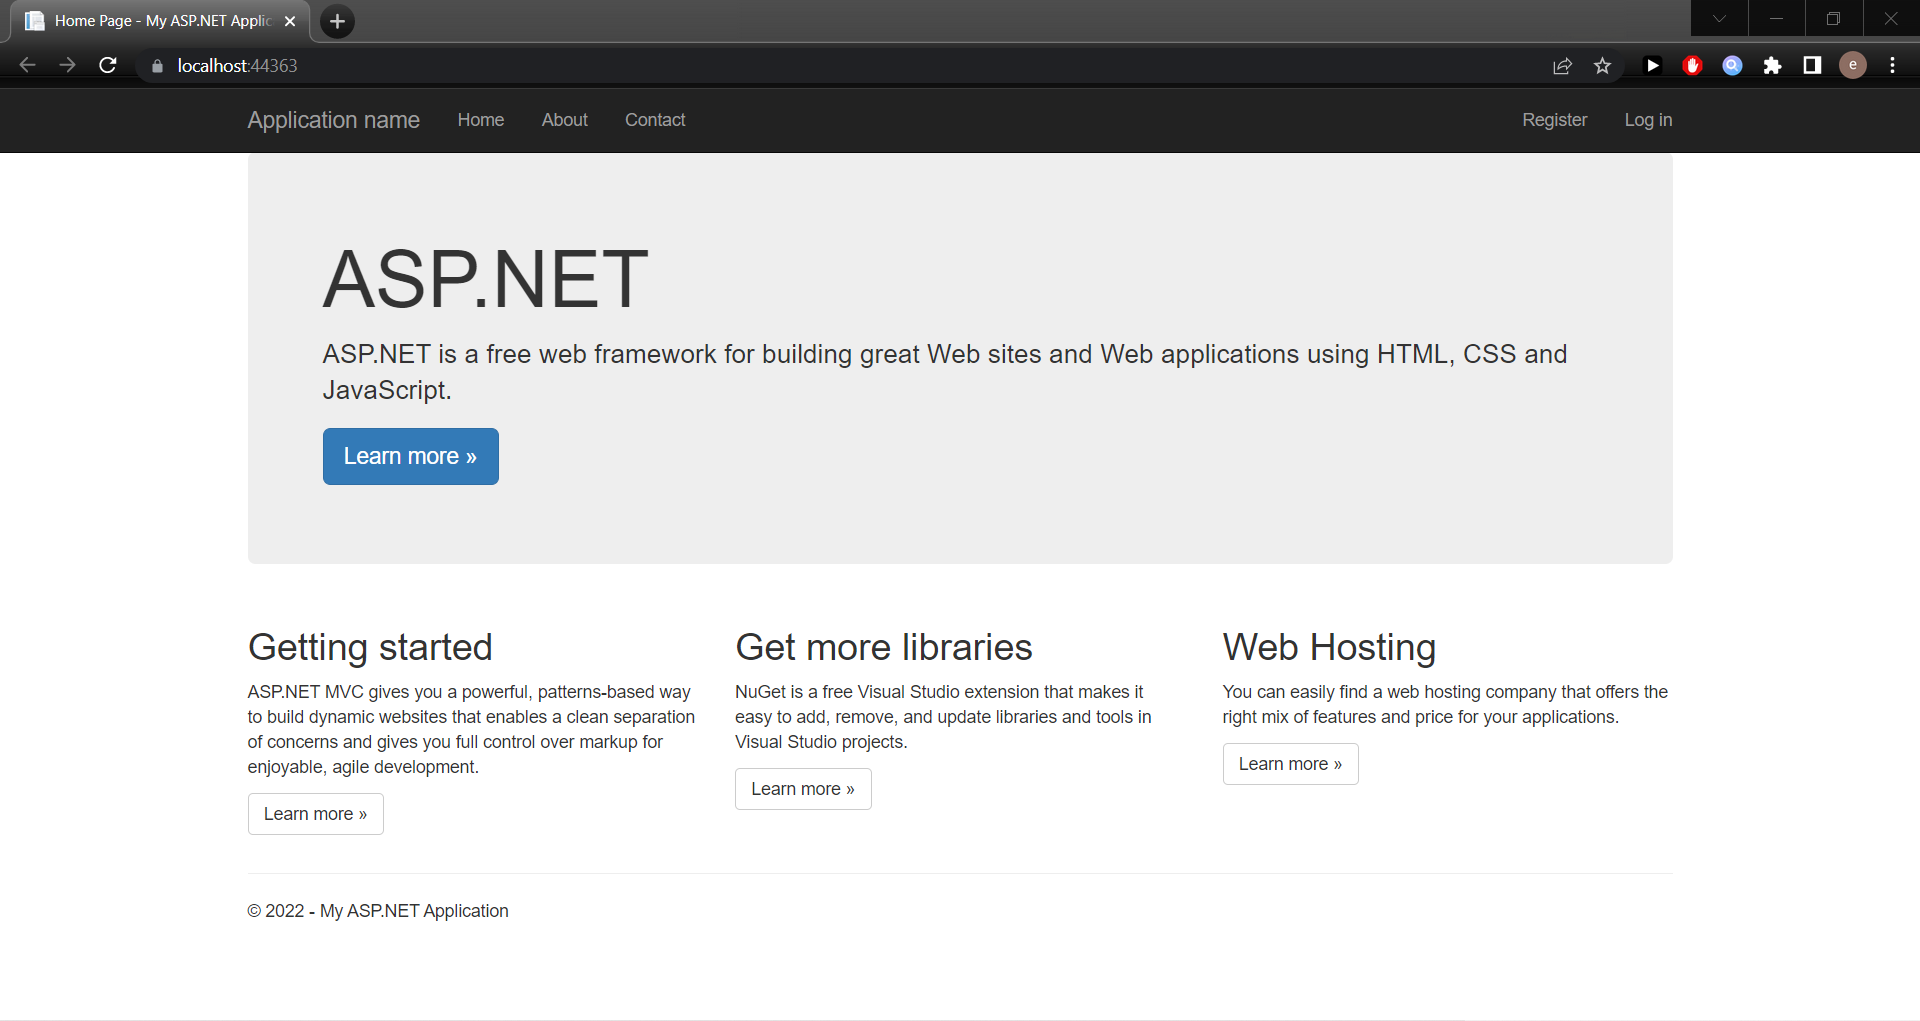 Home Page - My ASP.NET Applic
localhost:44363
e
Application name Home About Contact Register Log in
ASP.NET
ASP.NET is a free web framework for building great Web sites and Web applications using HTML, CSS and
JavaScript.
Learn more »
Getting started
ASP.NET MVC gives you a powerful, patterns-based way
to build dynamic websites that enables a clean separation
of concerns and gives you full control over markup for
enjoyable, agile development.
Learn more »
Get more libraries
NuGet is a free Visual Studio extension that makes it
easy to add, remove, and update libraries and tools in
Visual Studio projects.
Learn more »
Web Hosting
You can easily find a web hosting company that offers the
right mix of features and price for your applications.
Learn more »
© 2022 - My ASP.NET Application